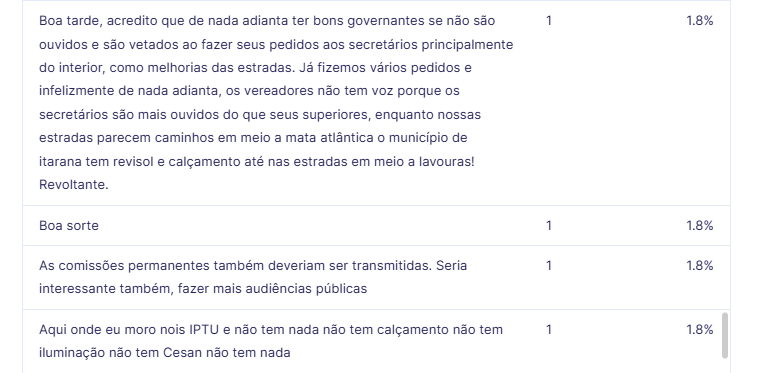 Boa tarde, acredito que de nada adianta ter bons governantes se não são 1 1.8%
ouvidos e são vetados ao fazer seus pedidos aos secretários principalmente
do interior, como melhorias das estradas. Já fizemos vários pedidos e
infelizmente de nada adianta, os vereadores não tem voz porque os
secretários são mais ouvidos do que seus superiores, enquanto nossas
estradas parecem caminhos em meio a mata atlântica o município de
itarana tem revisol e calçamento até nas estradas em meio a lavouras!
Revoltante.
Boa sorte 1 1.8%
As comissões permanentes também deveriam ser transmitidas. Seria 1 1.8%
interessante também, fazer mais audiências públicas
Aqui onde eu moro nois IPTU e não tem nada não tem calçamento não tem 1 1.8%
iluminação não tem Cesan não tem nada